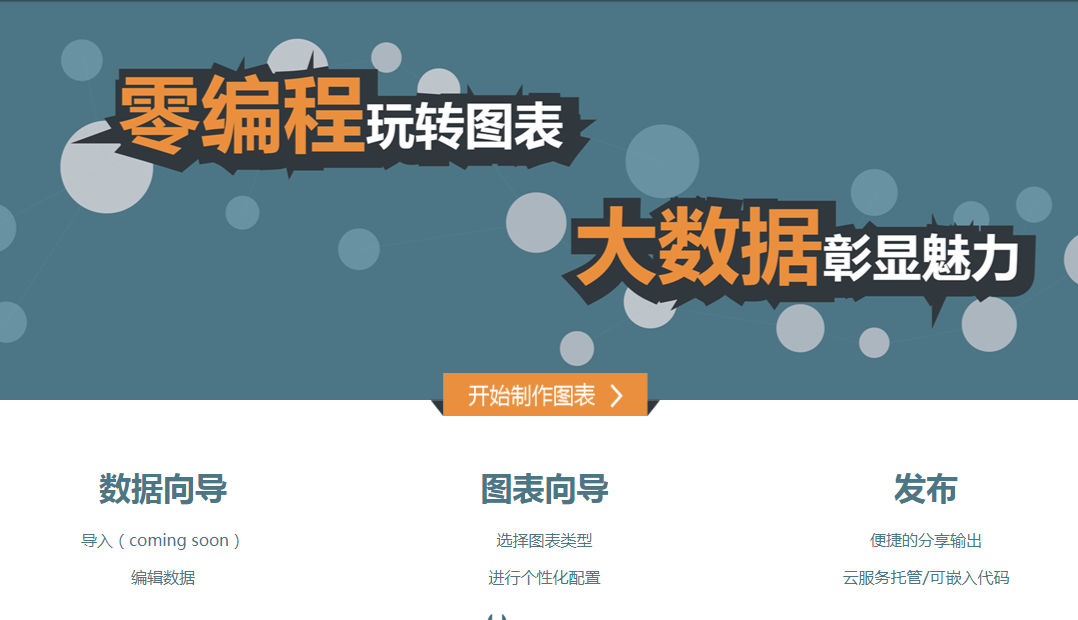 零编程玩转图表
大数据彰显魅力
开始制作图表
数据向导
图表向导
发布
导入（coming soon）
选择图表类型
便捷的分享输出
编辑数据
进行个性化配置
云服务托管/可嵌入代码